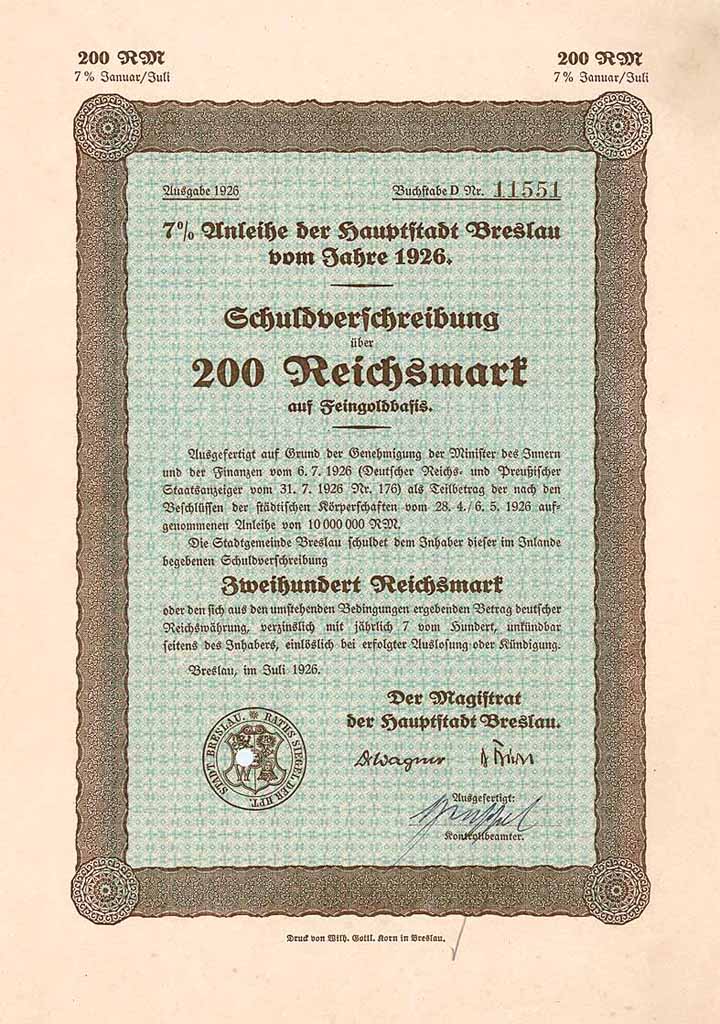 200 RM
7% Januar/Juli
200 RM
7% Januar/Juli
Ausgabe 1926
Buchstabe D Nr. 11551
7% Anleihe der Hauptstadt Breslau
vom Jahre 1926.
Schuldverschreibung
über
200 Reichsmark
auf Feingoldbasis.
Ausgefertigt auf Grund der Genehmigung der Minister des Innern
und der Finanzen vom 6. 7. 1926 (Deutscher Reichs- und Preußischer
Staatsanzeiger vom 31. 7. 1926 Nr. 176) als Teilbetrag der nach den
Beschlüssen der städtischen Körperschaften vom 28. 4./6. 5. 1926 auf-
genommenen Anleihe von 10 000 000 RM.
Die Stadtgemeinde Breslau schuldet dem Inhaber dieser im Inlande
begebenen Schuldverschreibung
Zweihundert Reichsmark
oder den sich aus den umstehenden Bedingungen ergebenden Betrag deutscher
Reichswährung, verzinslich mit jährlich 7 vom Hundert, unkündbar
seitens des Inhabers, einlöslich bei erfolgter Auslosung oder Kündigung.
Breslau, im Juli 1926.
Der Magistrat
der Hauptstadt Breslau.
RATHS SIEGEL DER HPT. STADT BRESLAU.
Wagner
Ausgefertigt:
Kontrollbeamter.
Druck von Wilh. Gottl. Korn in Breslau.